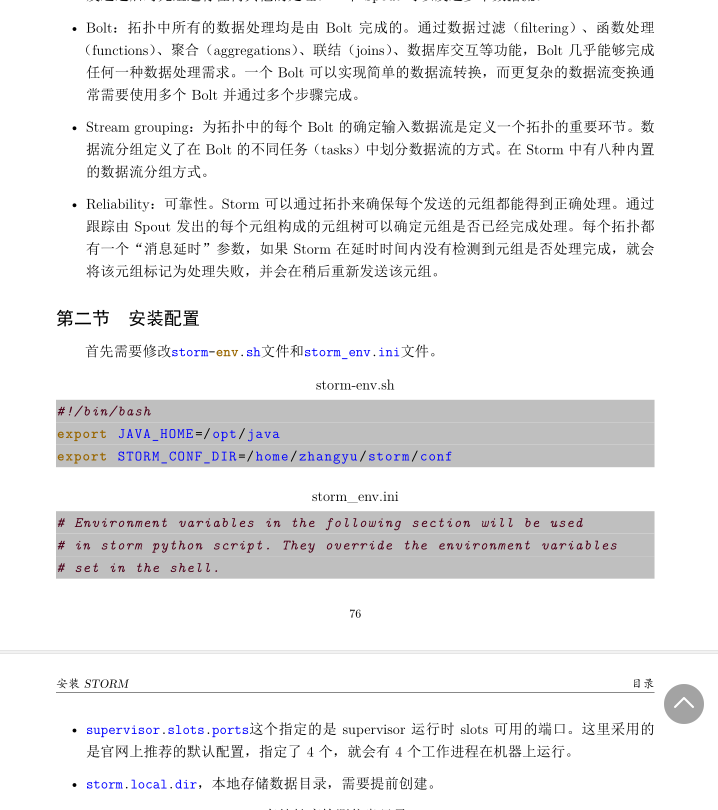 • Bolt：拓扑中所有的数据处理均是由 Bolt 完成的。通过数据过滤（filtering）、函数处理
（functions）、聚合（aggregations）、联结（joins）、数据库交互等功能，Bolt 几乎能够完成
任何一种数据处理需求。一个 Bolt 可以实现简单的数据流转换，而更复杂的数据流变换通
常需要使用多个 Bolt 并通过多个步骤完成。
• Stream grouping：为拓扑中的每个 Bolt 的确定输入数据流是定义一个拓扑的重要环节。数
据流分组定义了在 Bolt 的不同任务（tasks）中划分数据流的方式。在 Storm 中有八种内置
的数据流分组方式。
• Reliability：可靠性。Storm 可以通过拓扑来确保每个发送的元组都能得到正确处理。通过
跟踪由 Spout 发出的每个元组构成的元组树可以确定元组是否已经完成处理。每个拓扑都
有一个“消息延时”参数，如果 Storm 在延时时间内没有检测到元组是否处理完成，就会
将该元组标记为处理失败，并会在稍后重新发送该元组。
第二节 安装配置
首先需要修改storm-env.sh文件和storm_env.ini文件。
storm-env.sh
#!/bin/bash
export JAVA_HOME=/opt/java
export STORM_CONF_DIR=/home/zhangyu/storm/conf
storm_env.ini
# Environment variables in the following section will be used
# in storm python script. They override the environment variables
# set in the shell.
76
安装 STORM 目录
• supervisor.slots.ports这个指定的是 supervisor 运行时 slots 可用的端口。这里采用的
是官网上推荐的默认配置，指定了 4 个，就会有 4 个工作进程在机器上运行。
• storm.local.dir，本地存储数据目录，需要提前创建。